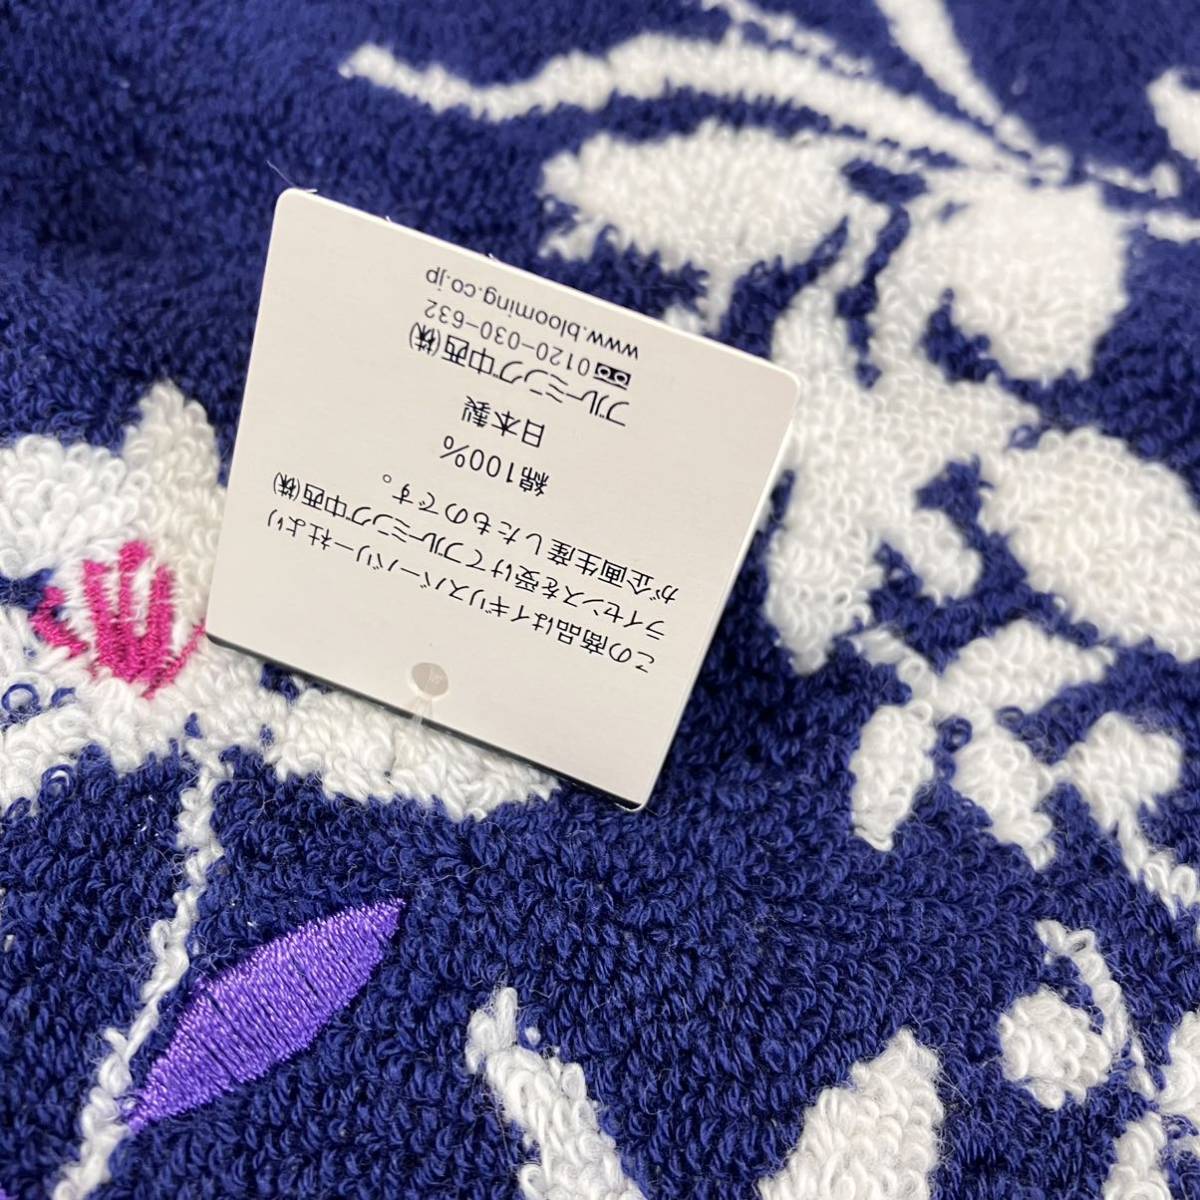 この商品はイギリスバーバリー社より
ライセンスを受けてブルーミング中西(株)
が企画生産したものです。
綿100%
日本製
ブルーミング中西(株)
0120-030-632
www.blooming.co.jp